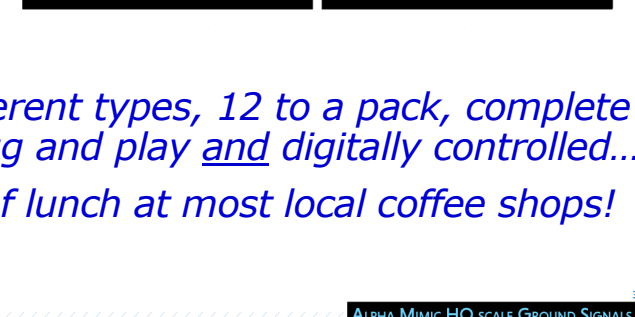 erent types, 12 to a pack, complete
g and play and digitally controlled…
f lunch at most local coffee shops!
ALPHA MIMIC HO SCALE GROUND SIGNALS